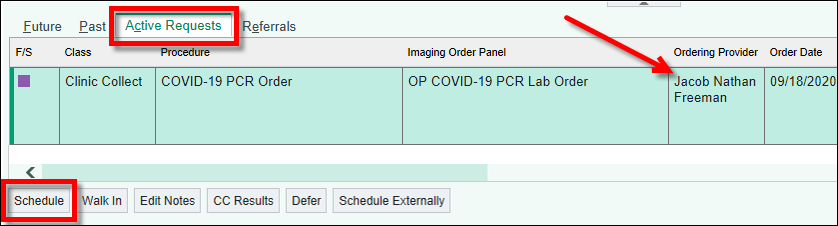 Future Past Active Requests Referrals
F/S Class Procedure Imaging Order Panel Ordering Provider Order Date
Clinic Collect COVID-19 PCR Order OP COVID-19 PCR Lab Order Jacob Nathan 09/18/2020
Freeman
Schedule Walk In Edit Notes CC Results Defer Schedule Externally